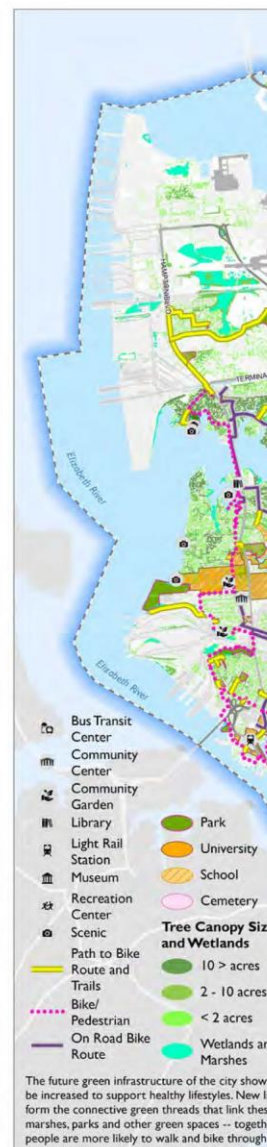 HAMPTON BLVD
TERMINA
Elizabeth River
Elizabeth River
Bus Transit
Center
Community
Center
Community
Garden
Library
Light Rail
Station
Museum
Recreation
Center
Scenic
Path to Bike
Route and
Trails
Bike/
Pedestrian
On Road Bike
Route
Park
University
School
Cemetery
Tree Canopy Siz
and Wetlands
10 > acres
2 - 10 acres
< 2 acres
Wetlands an
Marshes
The future green infrastructure of the city show
be increased to support healthy lifestyles. New li
form the connective green threads that link thes
marshes, parks and other green spaces -- togeth
people are more likely to walk and bike through